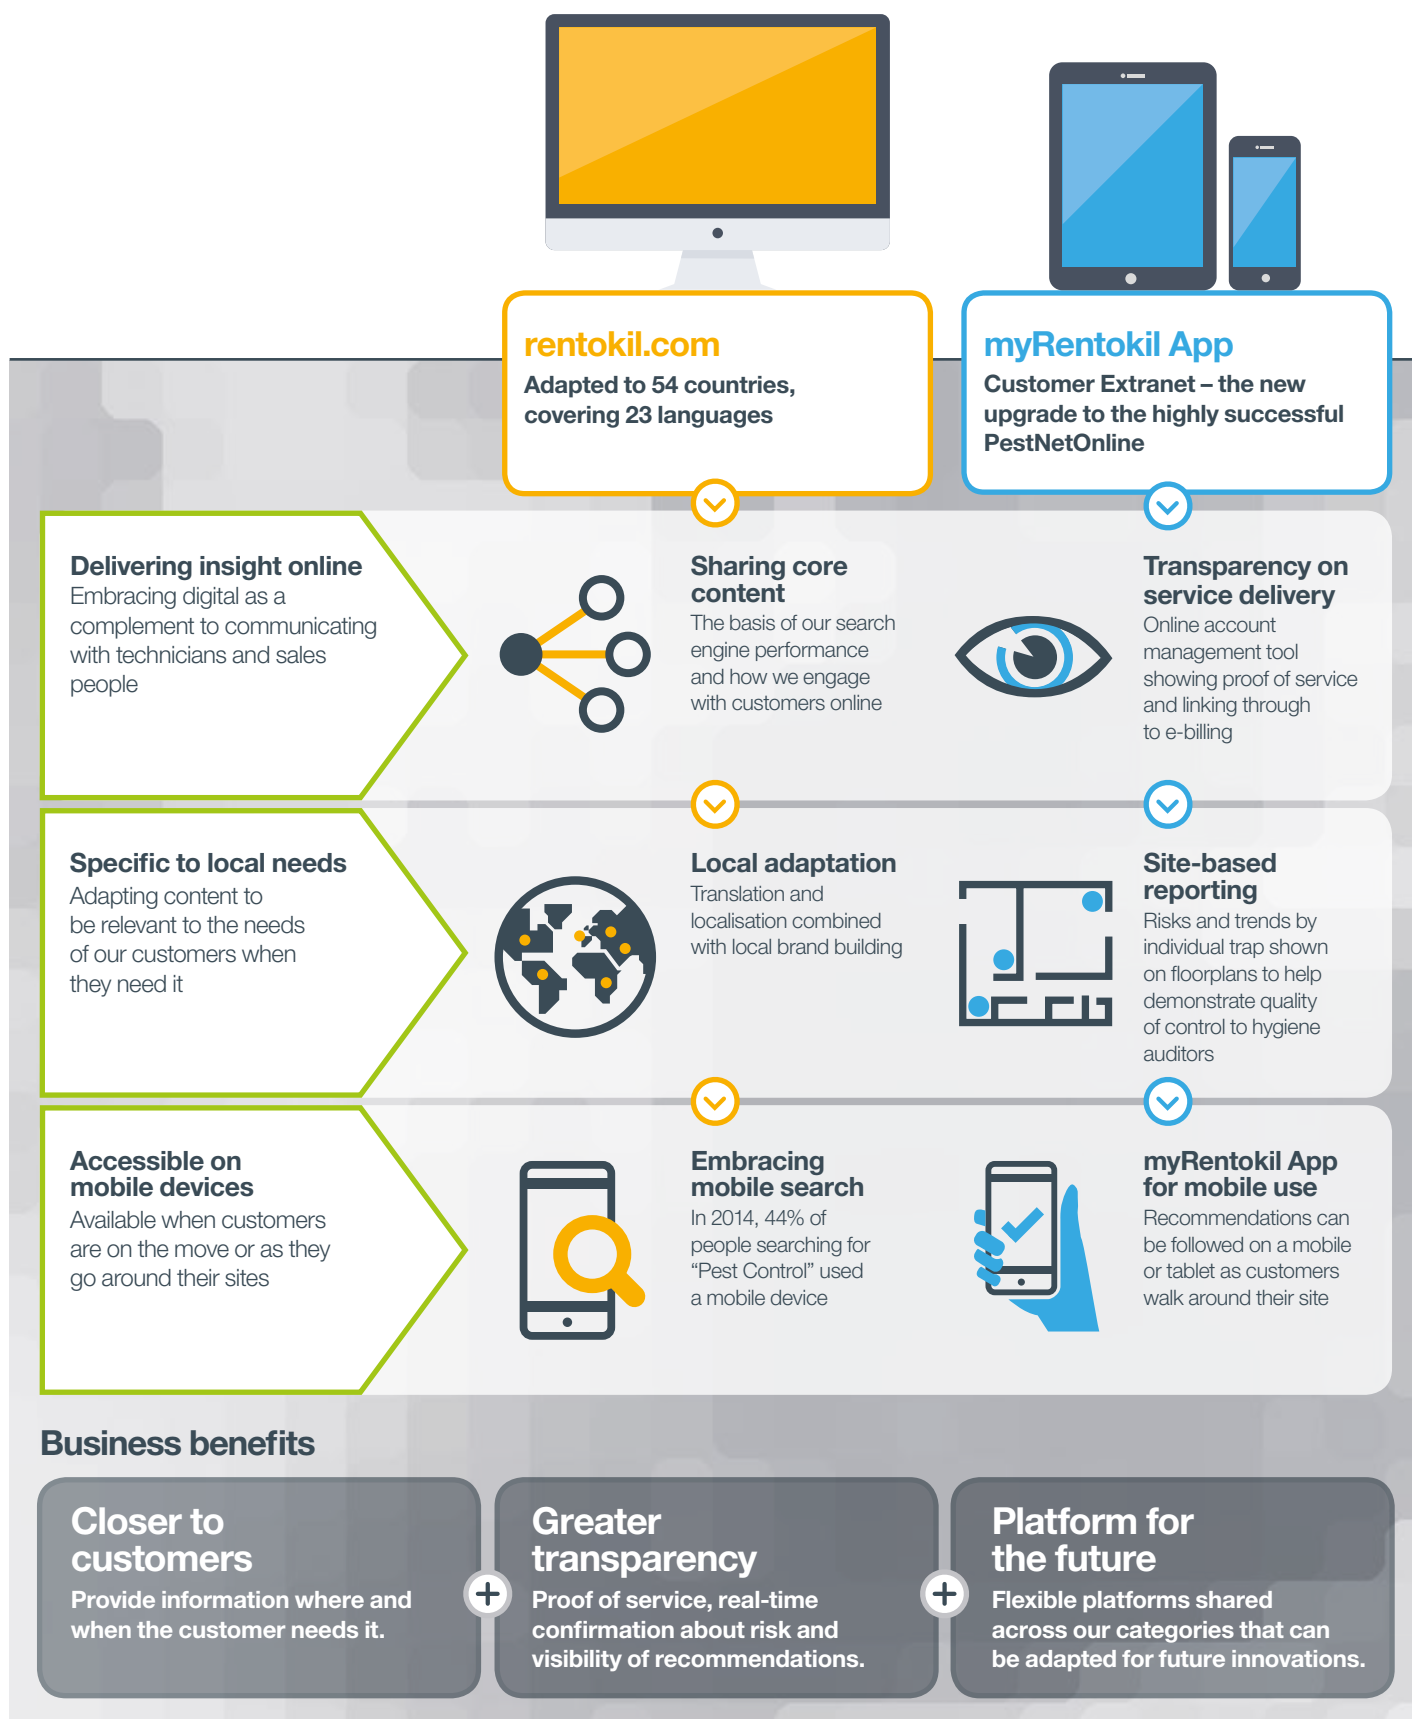 rentokil.com
Adapted to 54 countries,
covering 23 languages
myRentokil App
Customer Extranet – the new
upgrade to the highly successful
PestNetOnline
Delivering insight online
Embracing digital as a
complement to communicating
with technicians and sales
people
Sharing core
content
The basis of our search
engine performance
and how we engage
with customers online
Transparency on
service delivery
Online account
management tool
showing proof of service
and linking through
to e-billing
Specific to local needs
Adapting content to
be relevant to the needs
of our customers when
they need it
Local adaptation
Translation and
localisation combined
with local brand building
Site-based
reporting
Risks and trends by
individual trap shown
on floorplans to help
demonstrate quality
of control to hygiene
auditors
Accessible on
mobile devices
Available when customers
are on the move or as they
go around their sites
Embracing
mobile search
In 2014, 44% of
people searching for
“Pest Control” used
a mobile device
myRentokil App
for mobile use
Recommendations can
be followed on a mobile
or tablet as customers
walk around their site
Business benefits
Closer to
customers
Provide information where and
when the customer needs it.
Greater
transparency
Proof of service, real-time
confirmation about risk and
visibility of recommendations.
Platform for
the future
Flexible platforms shared
across our categories that can
be adapted for future innovations.